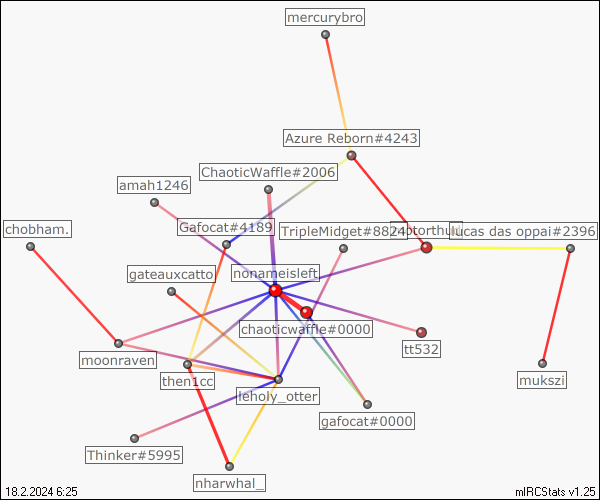 mercurybro
Azure Reborn#4243
ChaoticWaffle#2006
amah1246
chobham.
Gafocat#4189
TripleMidget#8824
lucas das oppai#2396
gateauxcatto
nonameisleft
chaoticwaffle#0000
tt532
moonraven
then1cc
mukszi
leholy_otter
gafocat#0000
Thinker#5995
nharwhal_
18.2.2024 6:25
mIRCStats v1.25